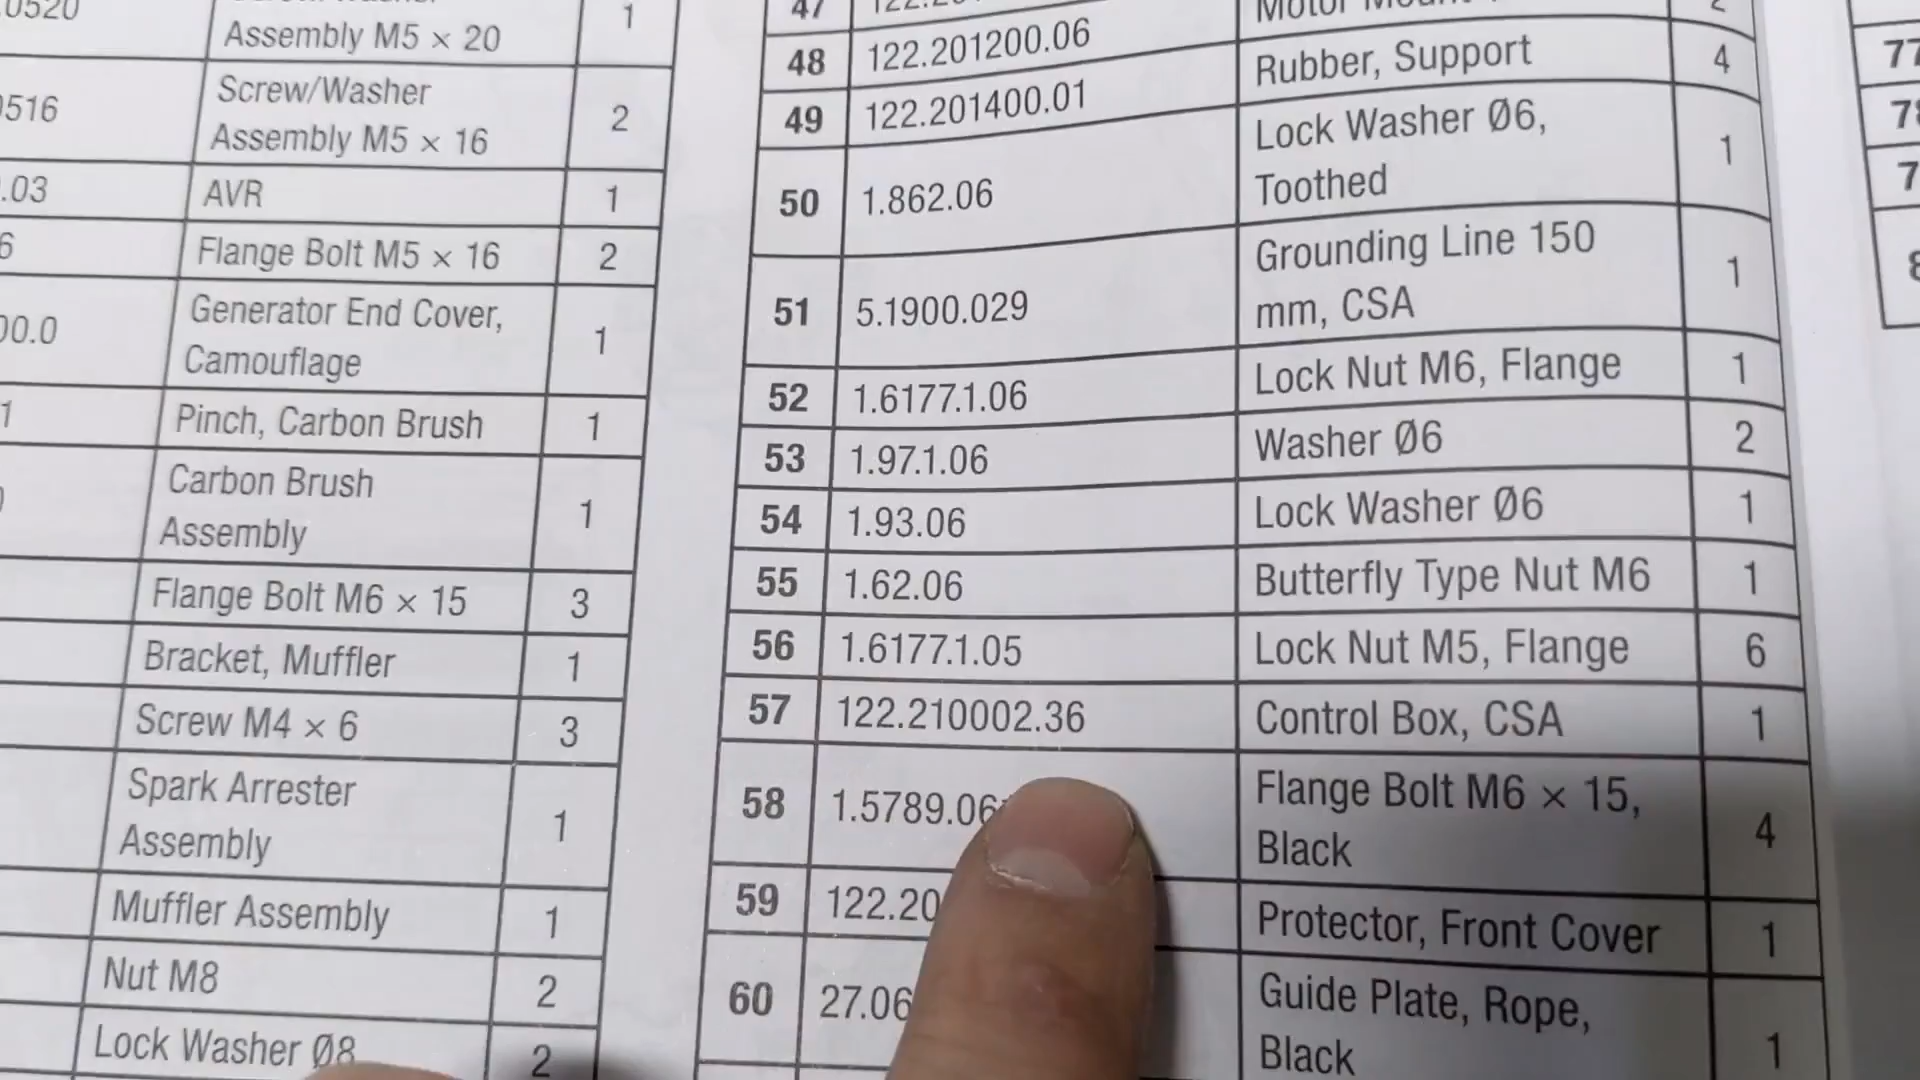 0520
Assembly M5 × 20
1
0516
Screw/Washer
Assembly M5 × 16
2
.03
AVR
1
6
Flange Bolt M5 × 16
2
00.0
Generator End Cover,
Camouflage
1
1
Pinch, Carbon Brush
1
Carbon Brush
Assembly
1
Flange Bolt M6 × 15
3
Bracket, Muffler
1
Screw M4 × 6
3
Spark Arrester
Assembly
1
Muffler Assembly
1
Nut M8
2
Lock Washer Ø8
2
47
Motor Mount
2
48
122.201200.06
Rubber, Support
4
49
122.201400.01
Lock Washer Ø6,
Toothed
1
50
1.862.06
Grounding Line 150
mm, CSA
1
51
5.1900.029
52
1.6177.1.06
Lock Nut M6, Flange
1
53
1.97.1.06
Washer Ø6
2
54
1.93.06
Lock Washer Ø6
1
55
1.62.06
Butterfly Type Nut M6
1
56
1.6177.1.05
Lock Nut M5, Flange
6
57
122.210002.36
Control Box, CSA
1
58
1.5789.06
Flange Bolt M6 × 15,
Black
4
59
122.20
Protector, Front Cover
1
60
27.06
Guide Plate, Rope,
Black
1
77